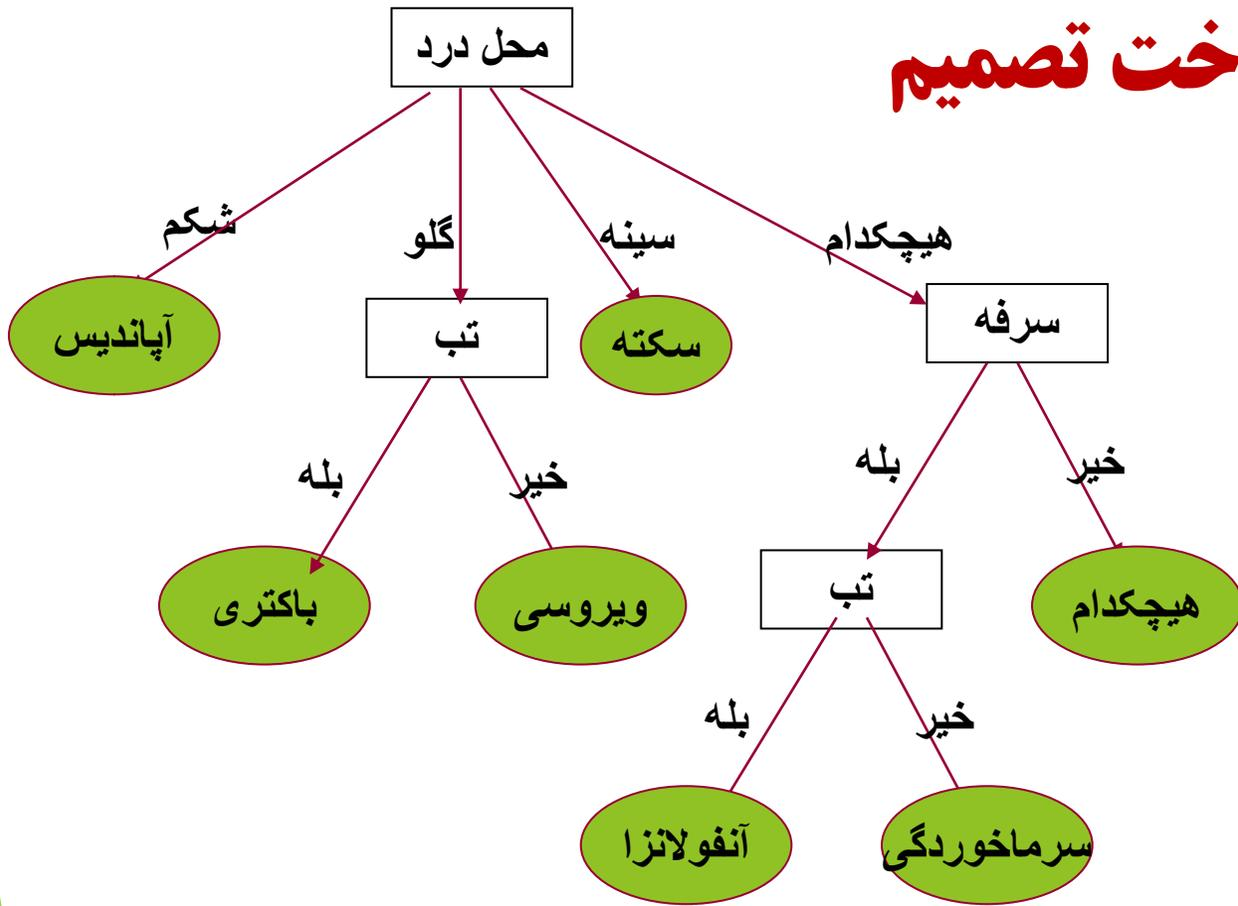 خت تصمیم
محل درد
هیچکدام
سینه
گلو
شکم
سرفه
سکته
تب
آپاندیس
خیر
بله
خیر
بله
هیچکدام
تب
ویروسی
باکتری
خیر
بله
سرماخوردگی
آنفولانزا